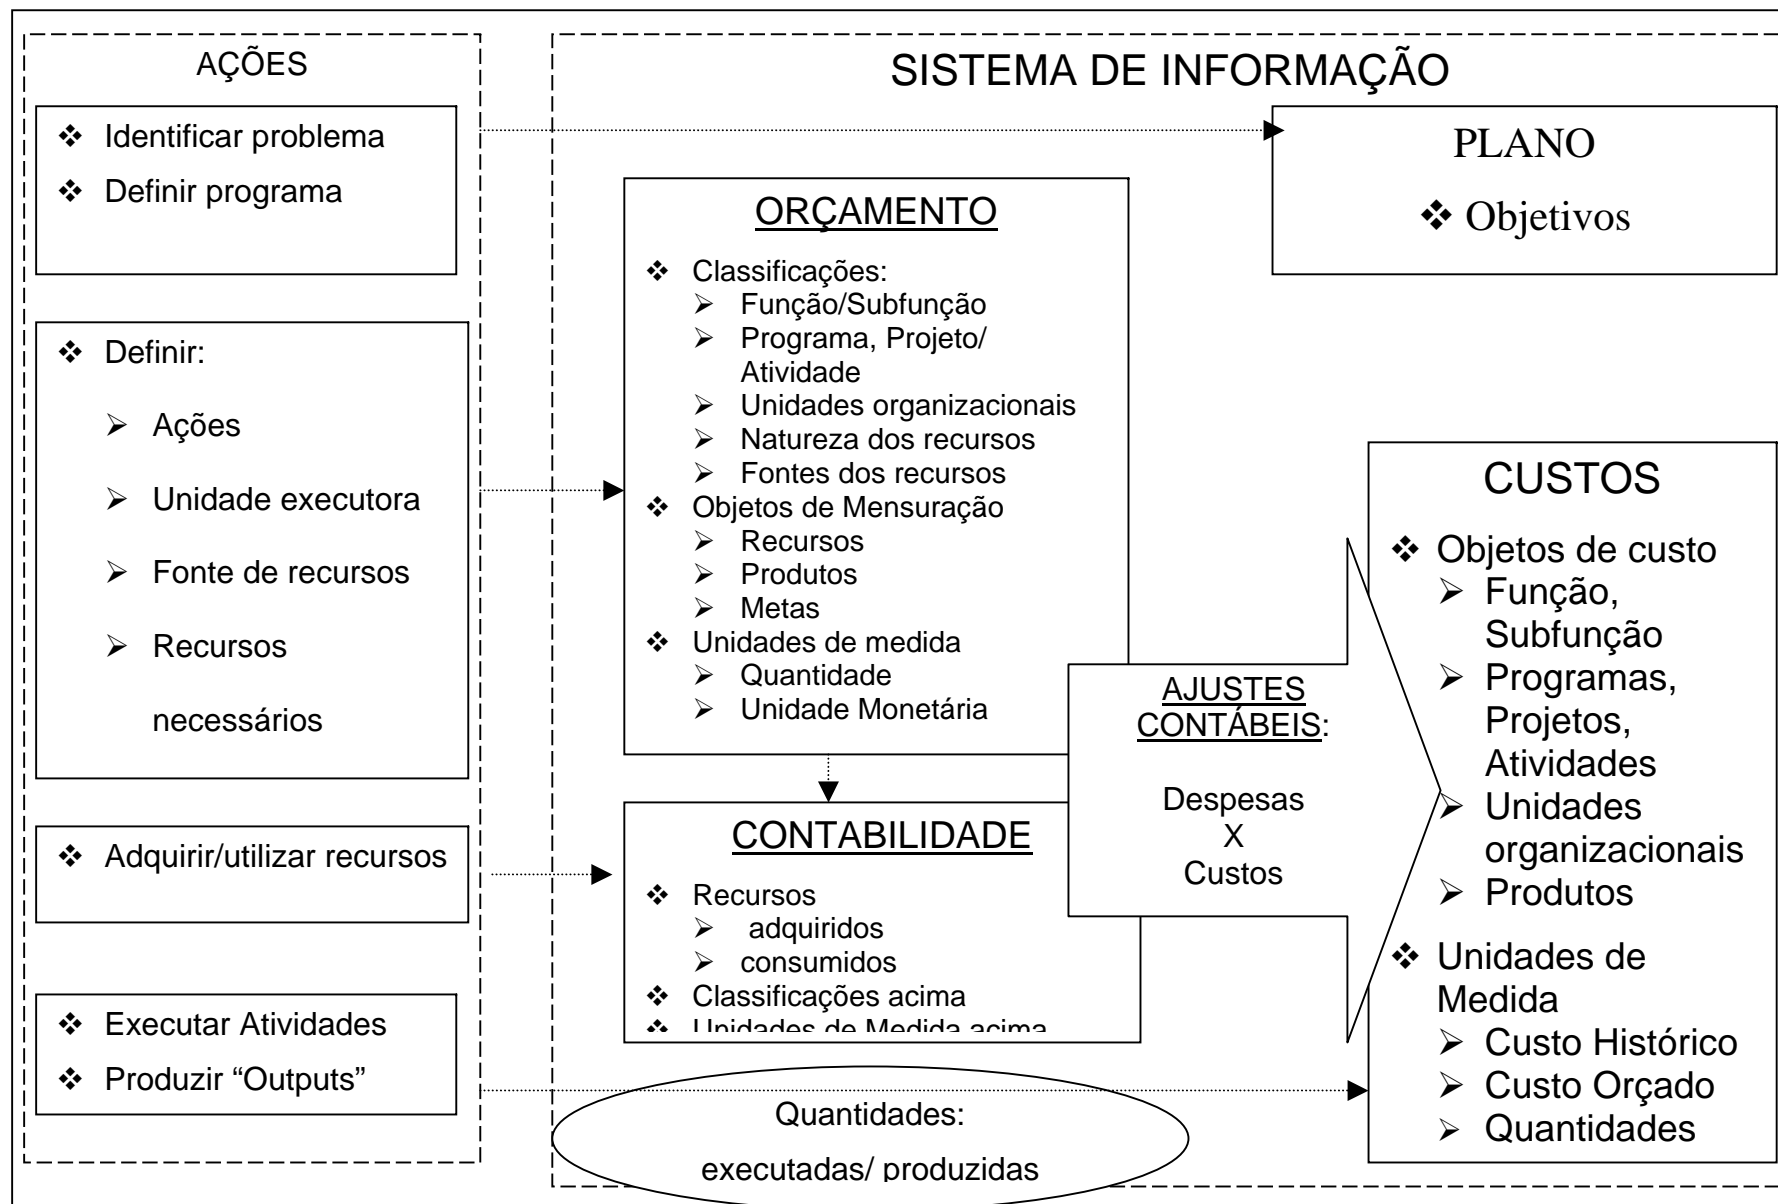 AÇÕES
❖ Identificar problema
❖ Definir programa
❖ Definir:
➢ Ações
➢ Unidade executora
➢ Fonte de recursos
➢ Recursos
necessários
❖ Adquirir/utilizar recursos
❖ Executar Atividades
❖ Produzir “Outputs”
SISTEMA DE INFORMAÇÃO
PLANO
❖ Objetivos
ORÇAMENTO
❖ Classificações:
➢ Função/Subfunção
➢ Programa, Projeto/
Atividade
➢ Unidades organizacionais
➢ Natureza dos recursos
➢ Fontes dos recursos
❖ Objetos de Mensuração
➢ Recursos
➢ Produtos
➢ Metas
❖ Unidades de medida
➢ Quantidade
➢ Unidade Monetária
CONTABILIDADE
❖ Recursos
➢ adquiridos
➢ consumidos
❖ Classificações acima
❖ Unidades de Medida acima
AJUSTES
CONTÁBEIS:
Despesas
X
Custos
CUSTOS
❖ Objetos de custo
➢ Função,
Subfunção
➢ Programas,
Projetos,
Atividades
➢ Unidades
organizacionais
➢ Produtos
❖ Unidades de
Medida
➢ Custo Histórico
➢ Custo Orçado
➢ Quantidades
Quantidades:
executadas/ produzidas